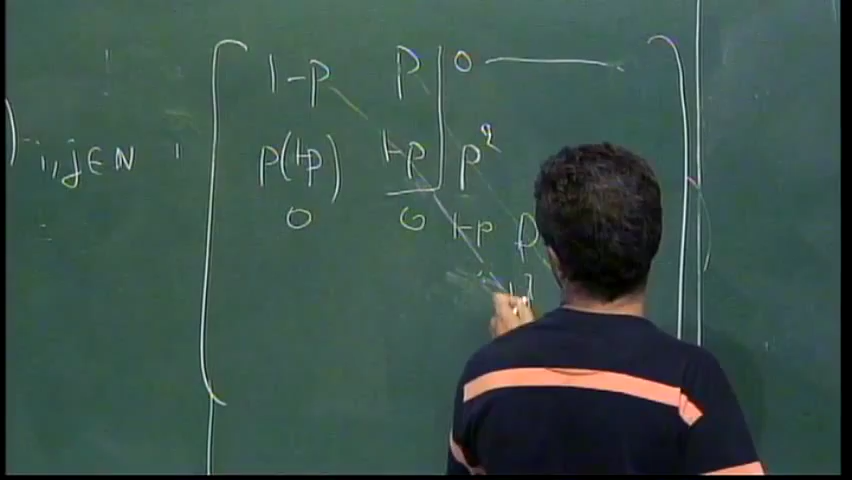 1-p p 0
)i,j∈N , p(1-p) 1-p p²
0 0 1-p p